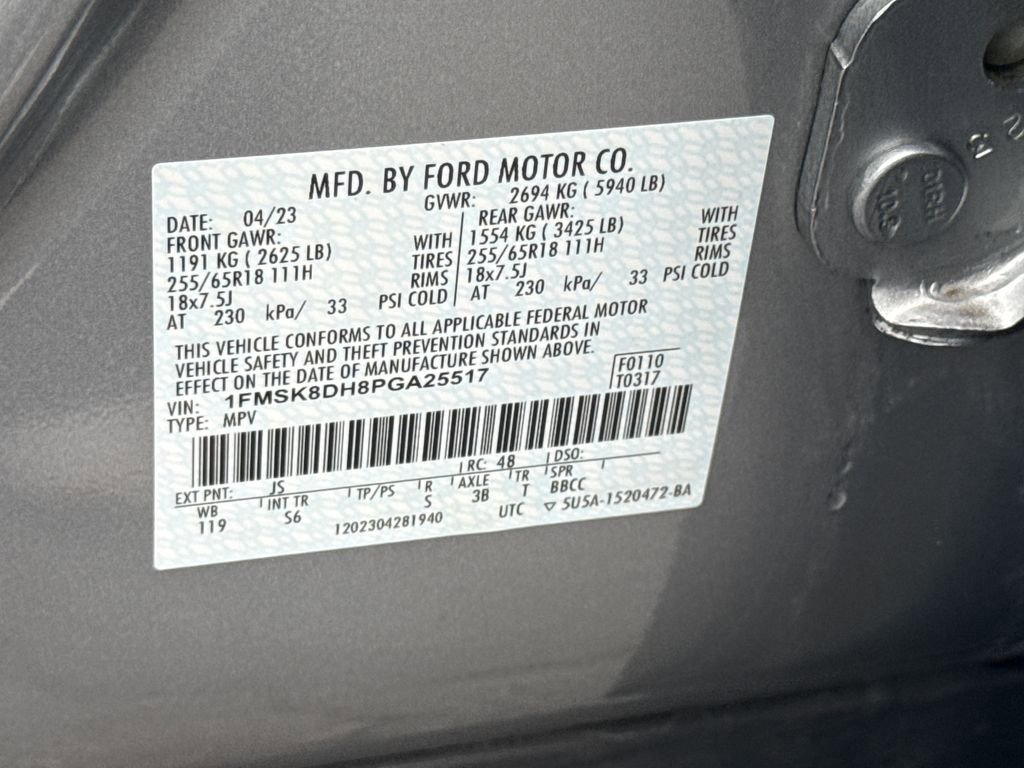 MFD. BY FORD MOTOR CO.
DATE: 04/23 GVWR: 2694 KG ( 5940 LB)
FRONT GAWR: REAR GAWR:
1191 KG ( 2625 LB) WITH 1554 KG ( 3425 LB) WITH
255/65R18 111H TIRES 255/65R18 111H TIRES
18x7.5J RIMS 18x7.5J RIMS
AT 230 kPa/ 33 PSI COLD AT 230 kPa/ 33 PSI COLD
THIS VEHICLE CONFORMS TO ALL APPLICABLE FEDERAL MOTOR
VEHICLE SAFETY AND THEFT PREVENTION STANDARDS IN
EFFECT ON THE DATE OF MANUFACTURE SHOWN ABOVE.
VIN: 1FMSK8DH8PGA25517 F0110
TYPE: MPV T0317
EXT PNT: JS RC: 48 DSO:
WB INT TR TP/PS R AXLE TR SPR
119 S6 S 3B T BBCC
1202304281940 UTC ▽ 5U5A-1520472-BA
10.9